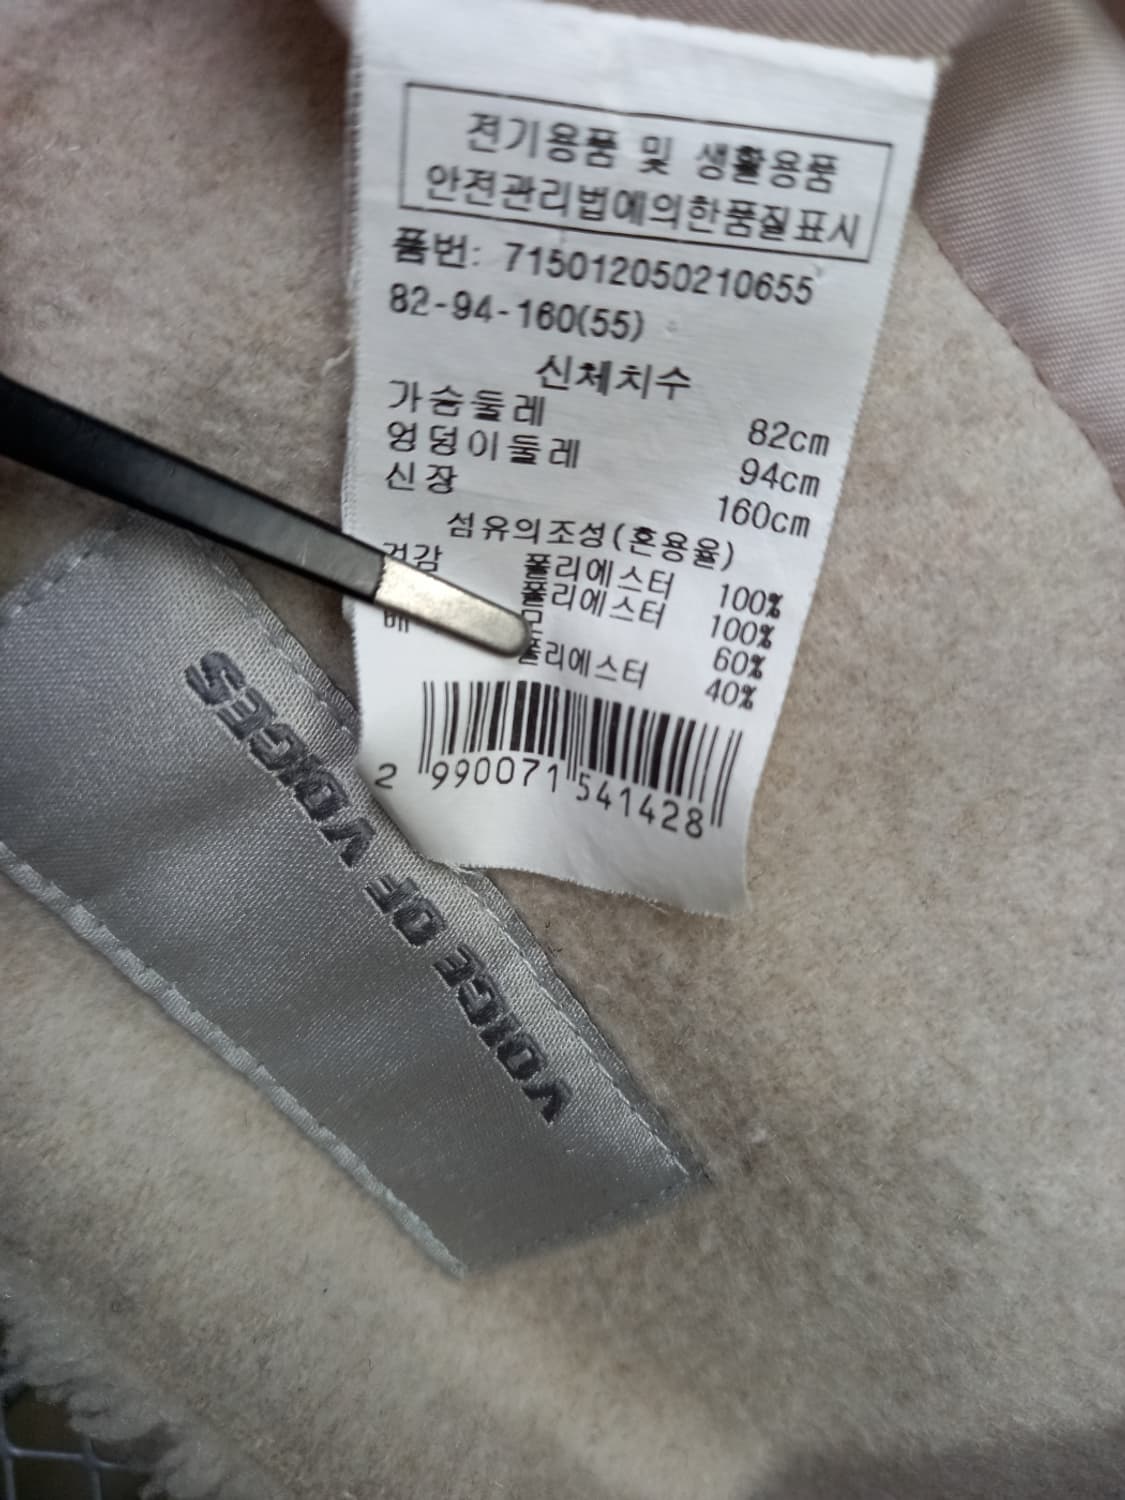 전기용품 및 생활용품
안전관리법에의한품질표시
품번: 715012050210655
82-94-160(55)
신체치수
가슴둘레 82cm
엉덩이둘레 94cm
신장 160cm
섬유의조성(혼용율)
겉감 폴리에스터 100%
폴리에스터 100%
60%
폴리에스터 40%
2 990071 541428
VOICE OF VOICES